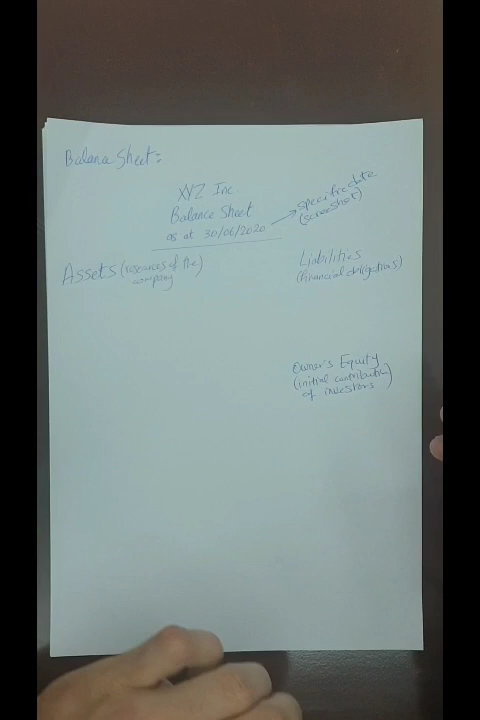 Balance Sheet:
XYZ Inc.
Balance Sheet
as at 30/06/2020
specific date
(screenshot)
Assets (resources of the
company)
Liabilities
(financial obligations)
Owner's Equity
(initial contribution
of investors)